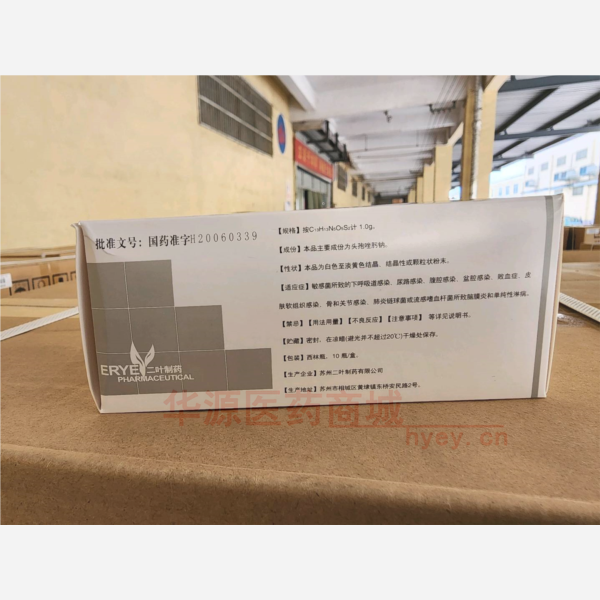 批准文号：国药准字H20060339
【规格】按C₁₉H₁₇N₅O₈S₂计 1.0g。
【成份】本品主要成份为头孢唑肟钠。
【性状】本品为白色至淡黄色结晶、结晶性或颗粒状粉末。
【适应症】敏感菌所致的下呼吸道感染、尿路感染、腹腔感染、盆腔感染、败血症、皮
肤软组织感染、骨和关节感染、肺炎链球菌或流感嗜血杆菌所致脑膜炎和单纯性淋病。
【禁忌】【用法用量】【不良反应】【注意事项】 等详见说明书。
【贮藏】密封，在凉暗(避光并不超过20℃)干燥处保存。
【包装】西林瓶，10瓶/盒。
【生产企业】苏州二叶制药有限公司
【生产地址】苏州市相城区黄埭镇东桥安民路2号。
ERYE 二叶制药
PHARMACEUTICAL
华源医药商城
hyey.cn